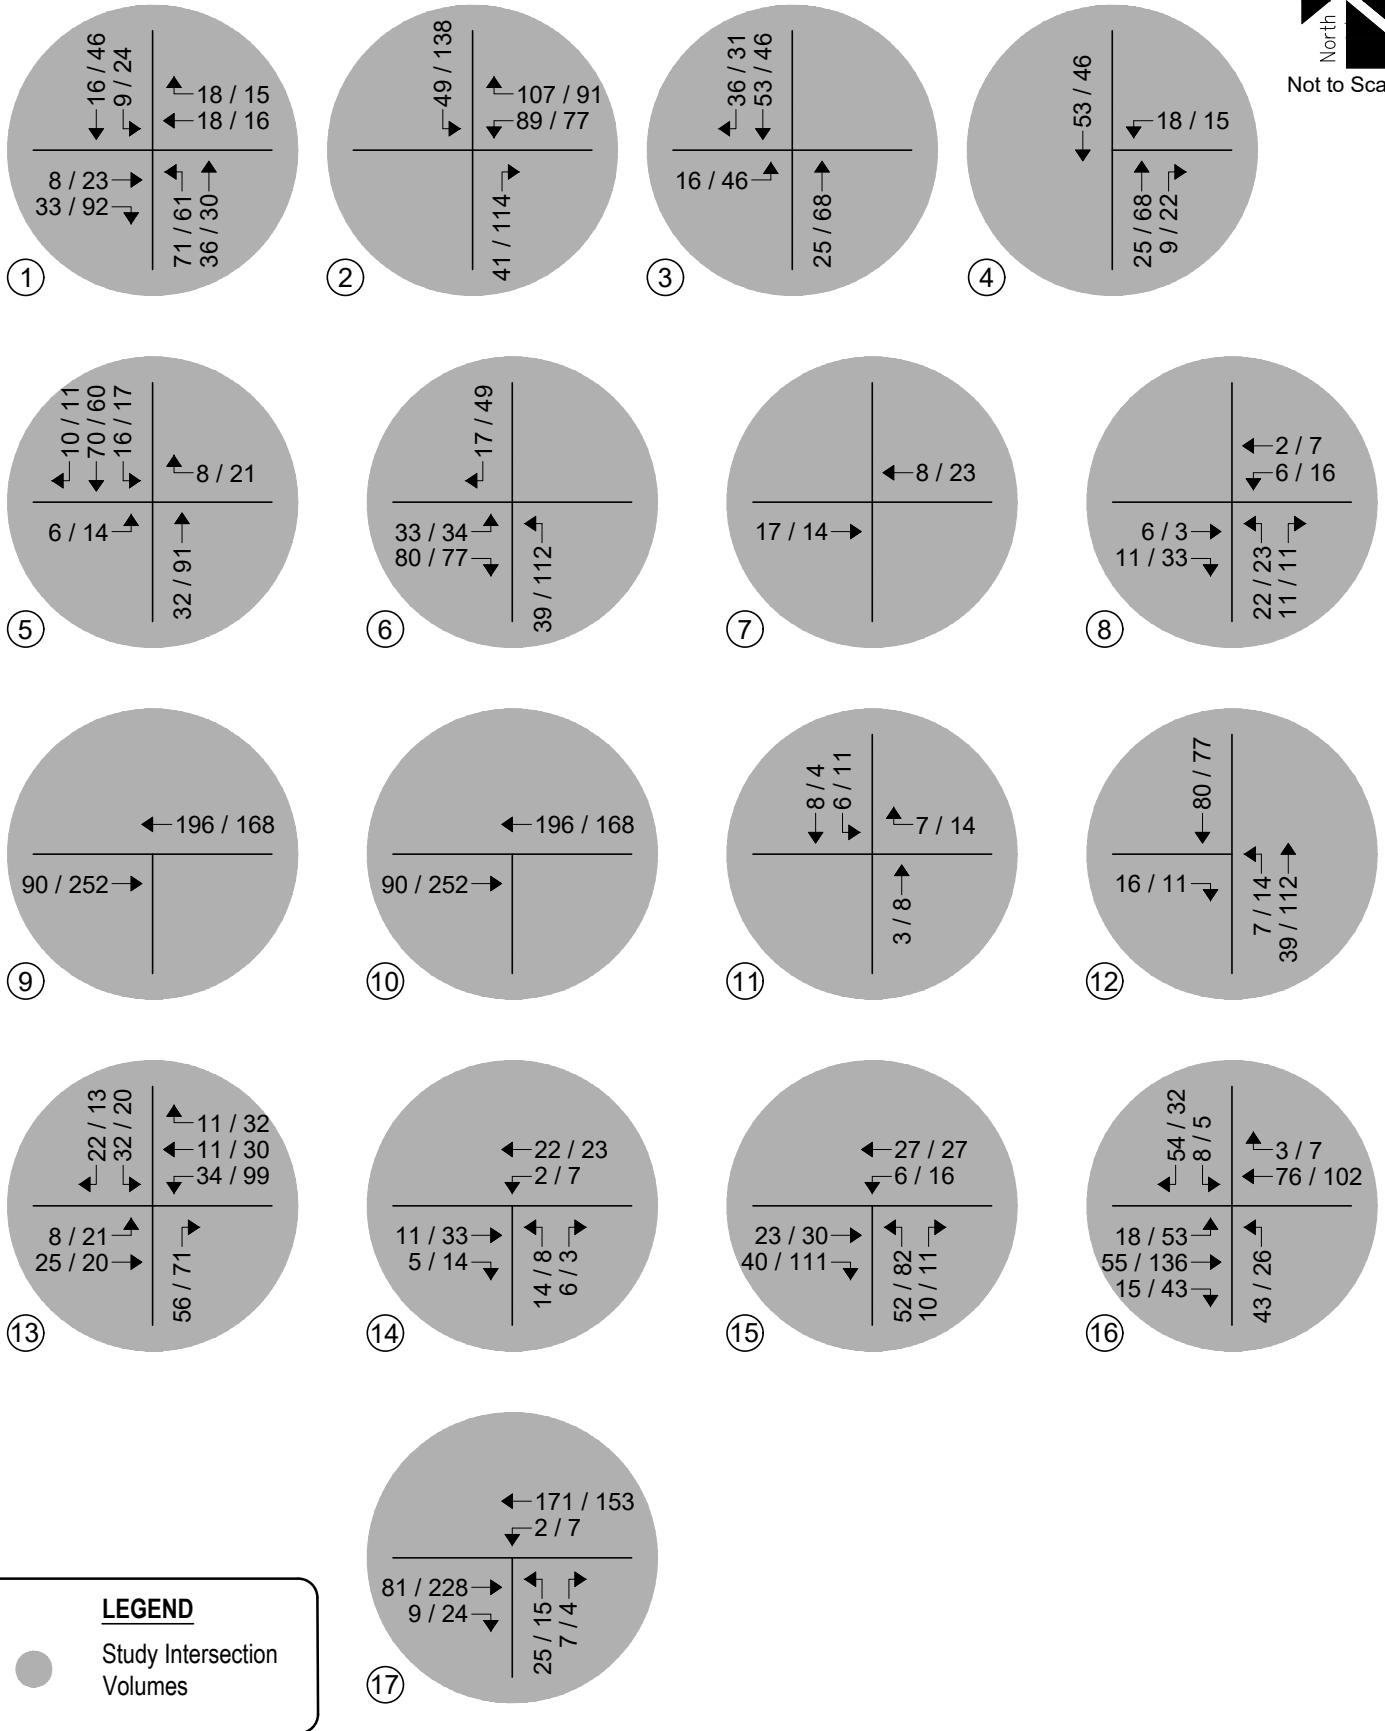 North
Not to Sca
16 / 46
9 / 24
18 / 15
18 / 16
8 / 23
33 / 92
71 / 61
36 / 30
1
49 / 138
107 / 91
89 / 77
41 / 114
2
36 / 31
53 / 46
16 / 46
25 / 68
3
53 / 46
18 / 15
25 / 68
9 / 22
4
10 / 11
70 / 60
16 / 17
8 / 21
6 / 14
32 / 91
5
17 / 49
33 / 34
80 / 77
39 / 112
6
8 / 23
17 / 14
7
2 / 7
6 / 16
6 / 3
11 / 33
22 / 23
11 / 11
8
196 / 168
90 / 252
9
196 / 168
90 / 252
10
8 / 4
6 / 11
7 / 14
3 / 8
11
80 / 77
16 / 11
7 / 14
39 / 112
12
22 / 13
32 / 20
11 / 32
11 / 30
34 / 99
8 / 21
25 / 20
56 / 71
13
22 / 23
2 / 7
11 / 33
5 / 14
14 / 8
6 / 3
14
27 / 27
6 / 16
23 / 30
40 / 111
52 / 82
10 / 11
15
54 / 32
8 / 5
3 / 7
76 / 102
18 / 53
55 / 136
15 / 43
43 / 26
16
171 / 153
2 / 7
81 / 228
9 / 24
25 / 15
7 / 4
17
LEGEND
Study Intersection
Volumes